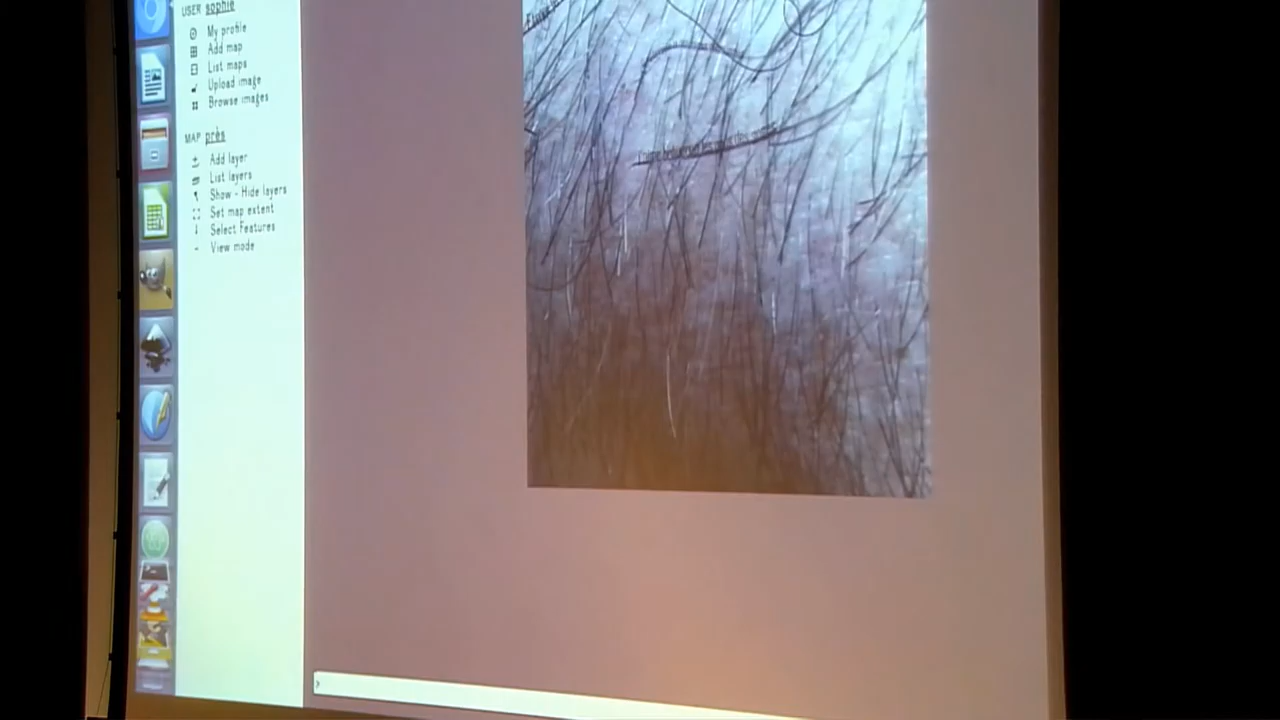 USER sophie
My profile
Add map
List maps
Upload image
Browse images
MAP près
Add layer
List layers
Show - Hide layers
Set map extent
Select Features
View mode